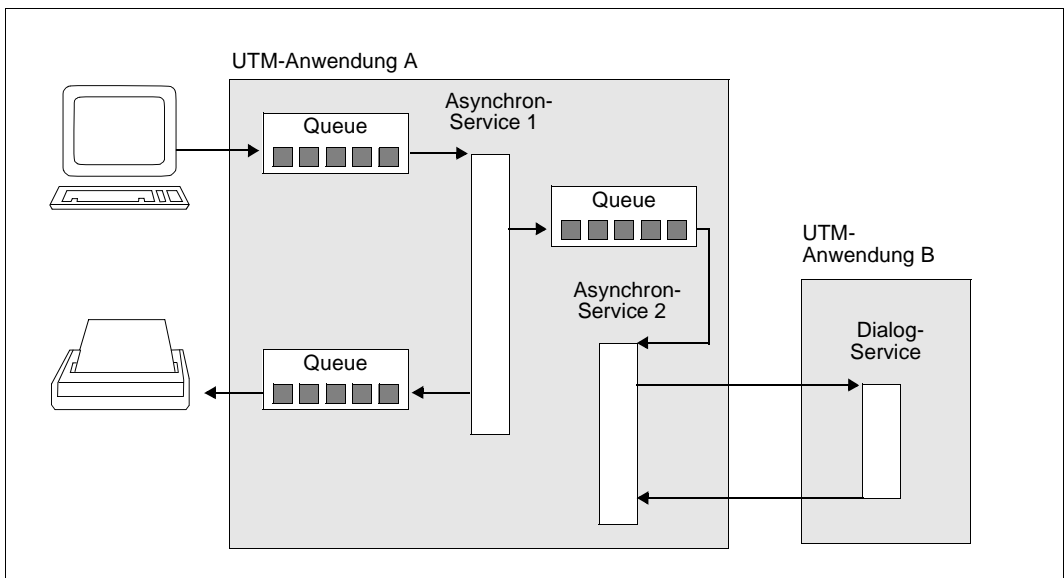 UTM-Anwendung A
Asynchron-
Service 1
Queue
Queue
UTM-
Anwendung B
Asynchron-
Service 2
Dialog-
Service
Queue